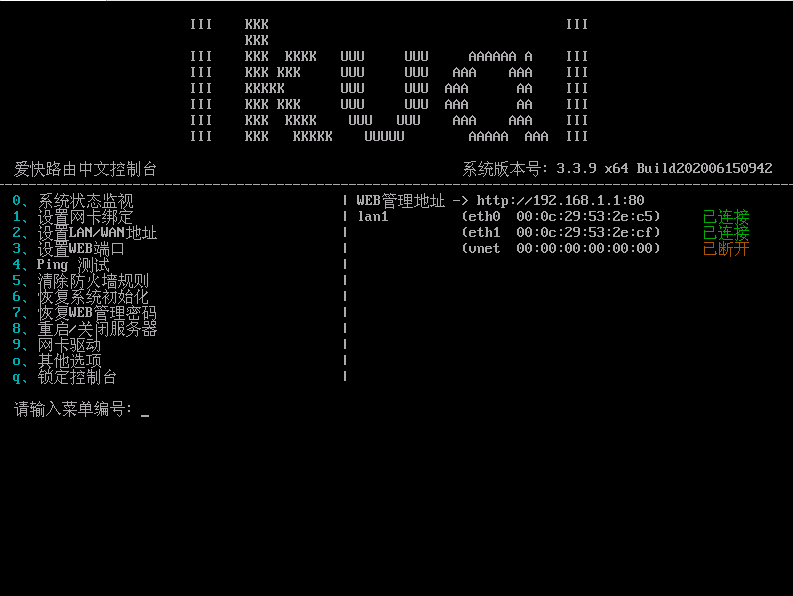 III    KKK                                     III
       KKK
III    KKK  KKKK   UUU     UUU     AAAAAA A    III
III    KKK KKK     UUU     UUU   AAA    AAA    III
III    KKKKK       UUU     UUU  AAA      AA    III
III    KKK KKK     UUU     UUU  AAA      AA    III
III    KKK  KKKK    UUU   UUU    AAA    AAA    III
III    KKK   KKKKK    UUUUU        AAAAA  AAA  III
爱快路由中文控制台 系统版本号: 3.3.9 x64 Build202006150942
0、系统状态监视 | WEB管理地址 -> http://192.168.1.1:80
1、设置网卡绑定 | lan1 (eth0 00:0c:29:53:2e:c5) 已连接
2、设置LAN/WAN地址 | (eth1 00:0c:29:53:2e:cf) 已连接
3、设置WEB端口 | (vnet 00:00:00:00:00:00) 已断开
4、Ping 测试 |
5、清除防火墙规则 |
6、恢复系统初始化 |
7、恢复WEB管理密码 |
8、重启/关闭服务器 |
9、网卡驱动 |
o、其他选项 |
q、锁定控制台 |
请输入菜单编号: _